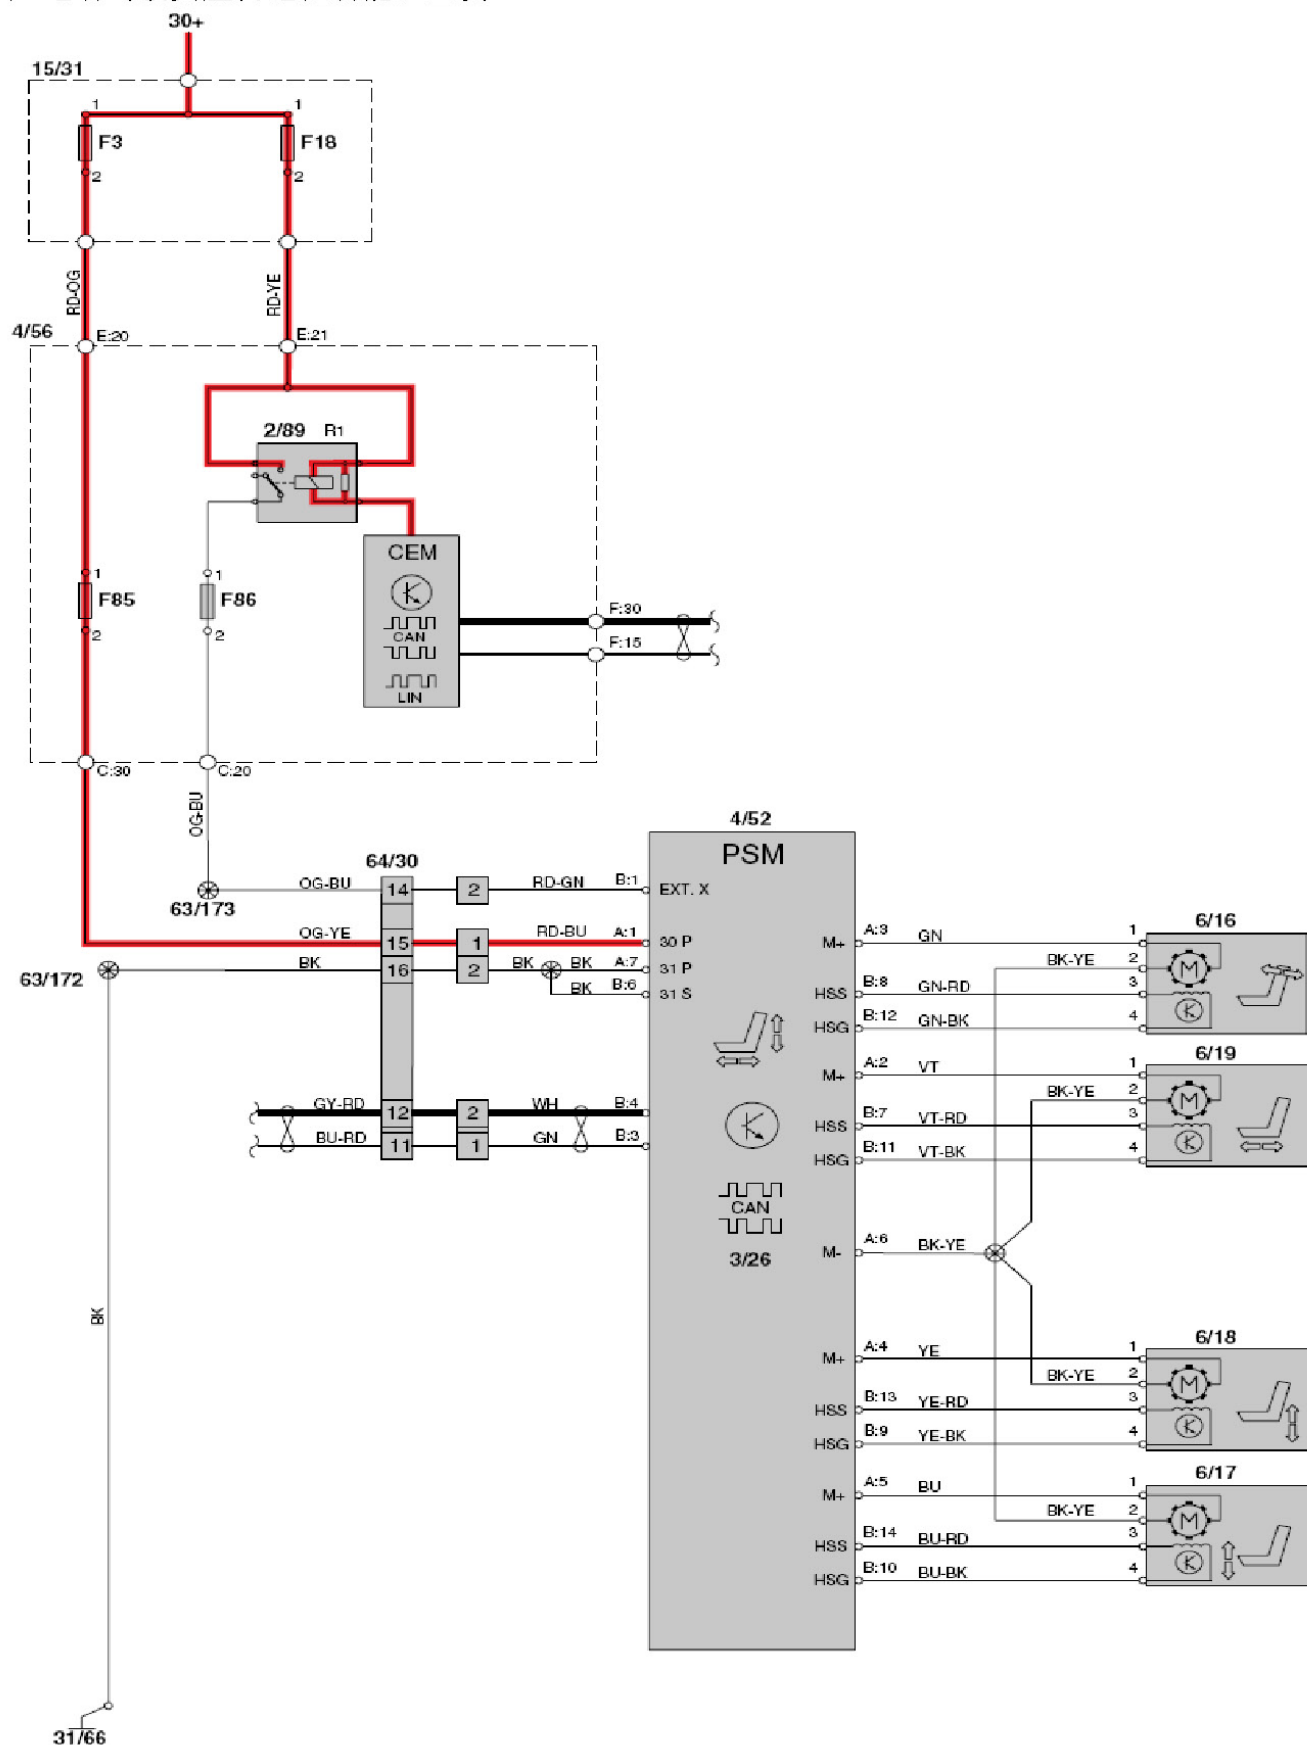 30+
15/31
1 1
F3 F18
2 2
RD-OG RD-YE
4/56 E:20 E:21
2/89 R1
CEM
CAN
LIN
1 1
F85 F86
2 2
F:30
F:15
C:30 C:20
OG-BU
63/173
64/30
4/52
PSM
OG-BU 14 2 RD-GN B:1 EXT. X
OG-YE 15 1 RD-BU A:1 30 P
63/172 BK 16 2 BK BK A:7 31 P
BK B:6 31 S
GY-RD 12 2 WH B:4
BU-RD 11 1 GN B:3
CAN
3/26
6/16
M+ A:3 GN 1
BK-YE 2
M
HSS B:8 GN-RD 3
HSG B:12 GN-BK 4
6/19
M+ A:2 VT 1
BK-YE 2
M
HSS B:7 VT-RD 3
HSG B:11 VT-BK 4
M- A:6 BK-YE
6/18
M+ A:4 YE 1
BK-YE 2
M
HSS B:13 YE-RD 3
HSG B:9 YE-BK 4
6/17
M+ A:5 BU 1
BK-YE 2
M
HSS B:14 BU-RD 3
HSG B:10 BU-BK 4
BK
31/66